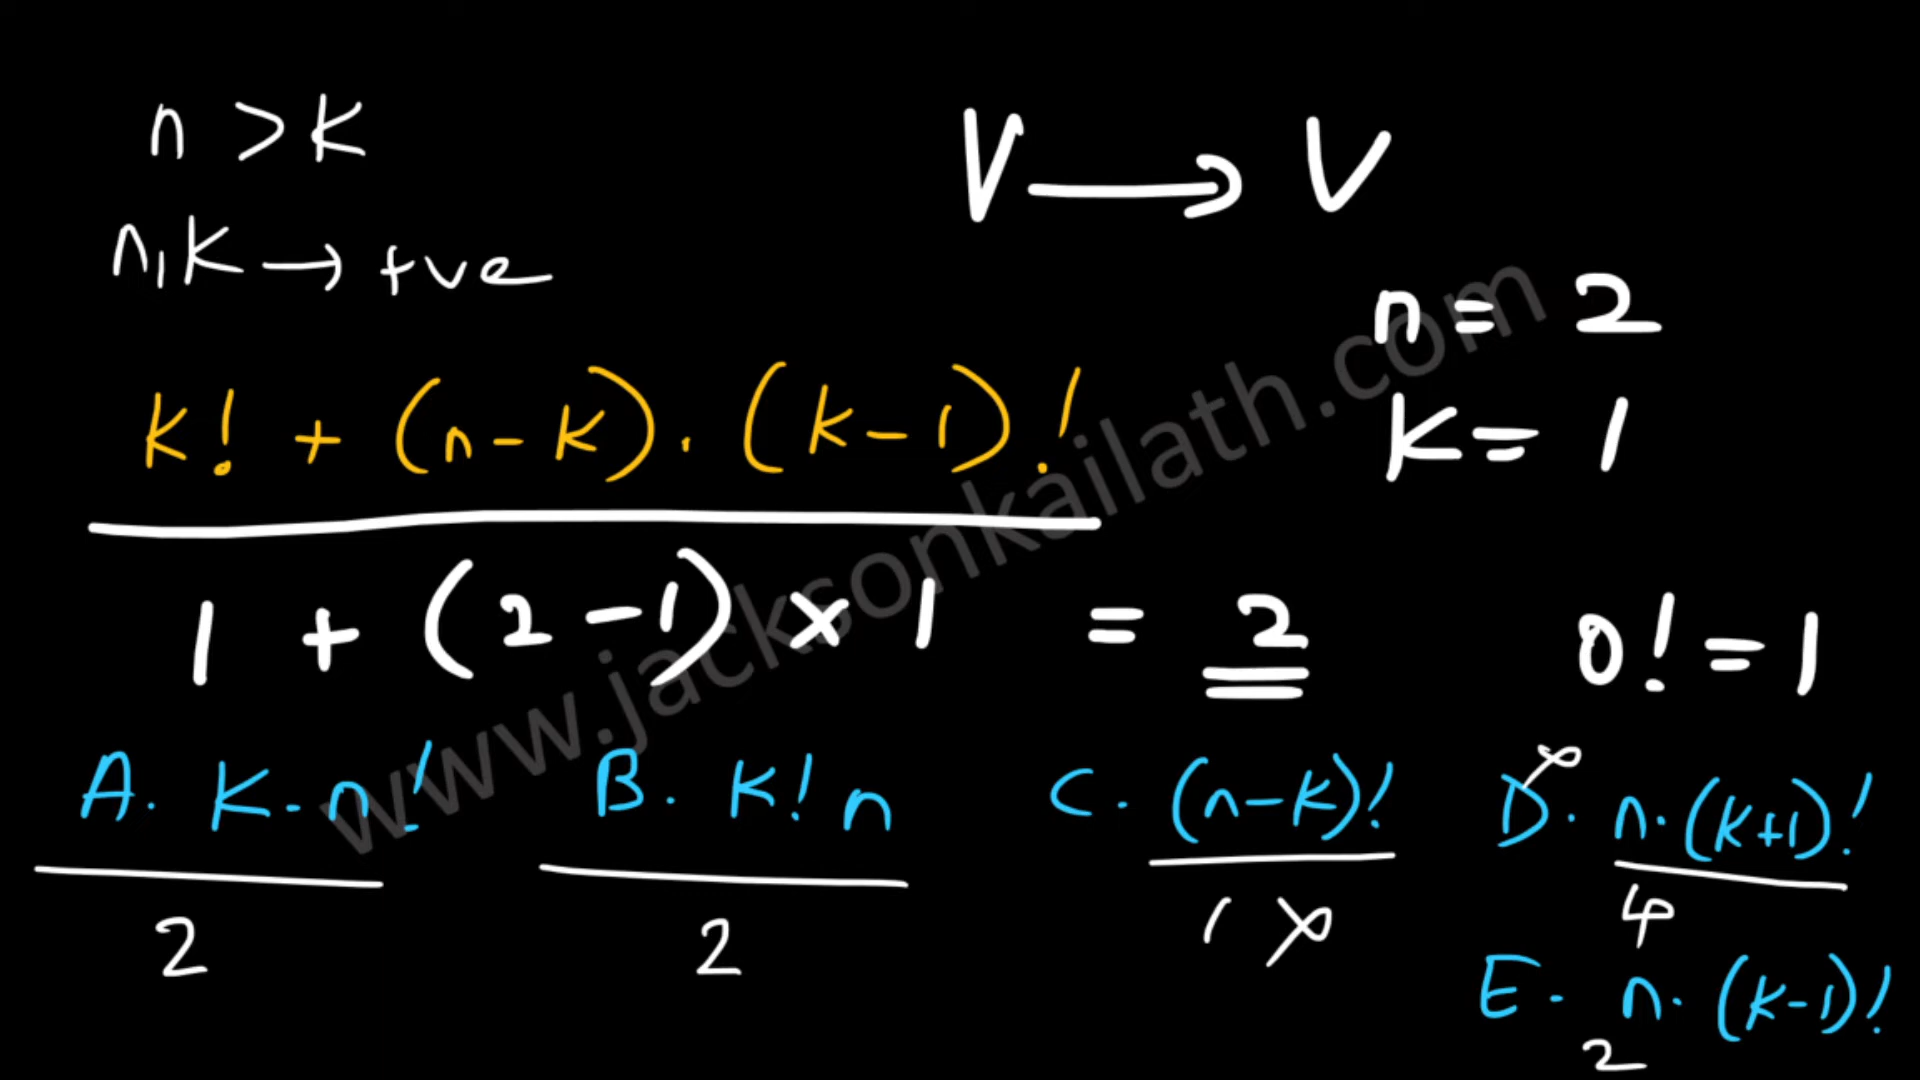 n > k
V → V
n, k → +ve
n = 2
k! + (n - k) . (k - 1)!
k = 1
1 + (2 - 1) × 1 = 2
0! = 1
www.jacksonkailath.com
A. k . n!
B. k! n
C. (n - k)!
D. n . (k+1)!
2
2
1 ×
4
E. n . (k-1)!
2